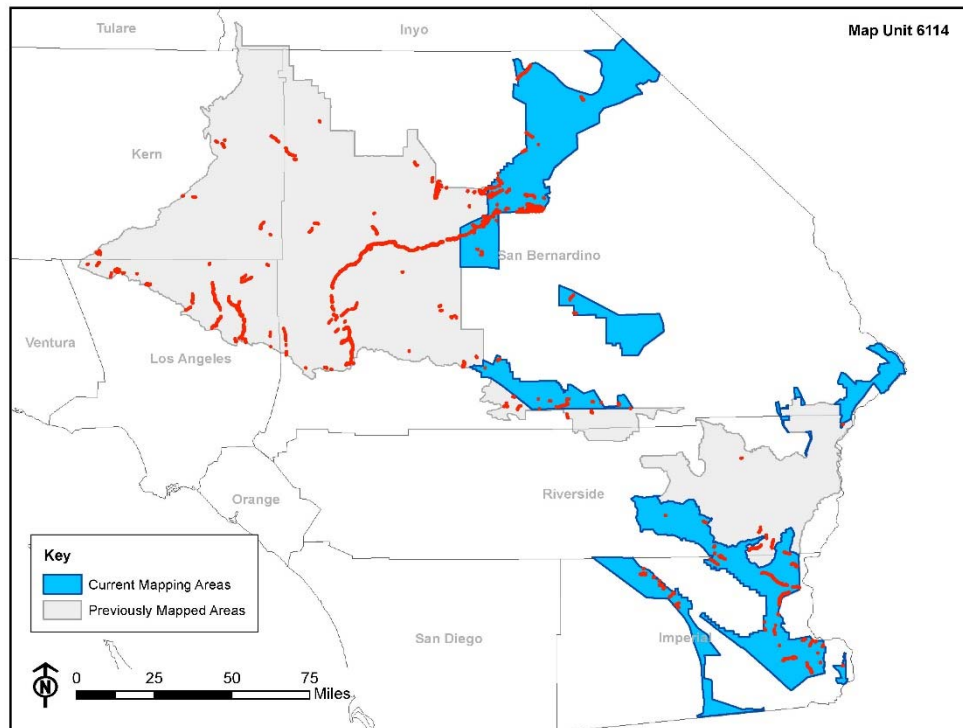 Tulare
Inyo
Map Unit 6114
Kern
San Bernardino
Ventura
Los Angeles
Orange
Riverside
Key
Current Mapping Areas
Previously Mapped Areas
San Diego
Imperial
N
0 25 50 75
Miles